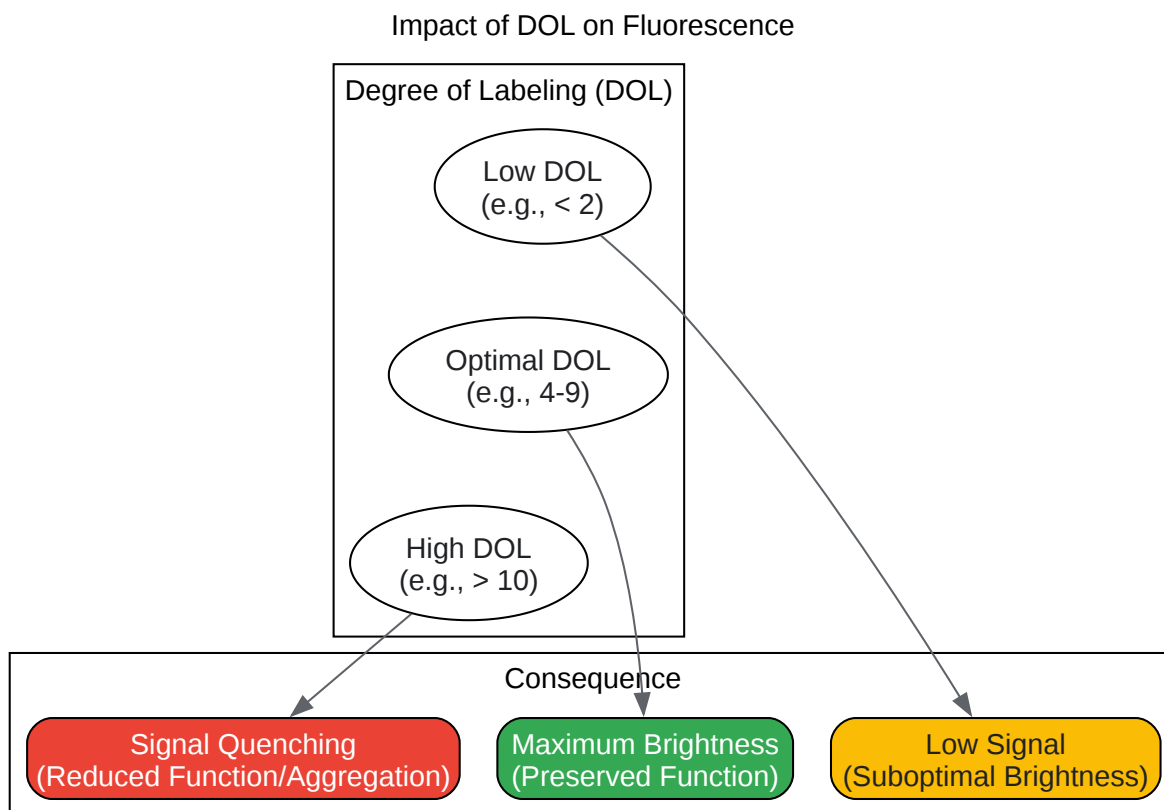 Impact of DOL on Fluorescence
Degree of Labeling (DOL)
Low DOL
(e.g., < 2)
Optimal DOL
(e.g., 4-9)
High DOL
(e.g., > 10)
Consequence
Signal Quenching
(Reduced Function/Aggregation)
Maximum Brightness
(Preserved Function)
Low Signal
(Suboptimal Brightness)